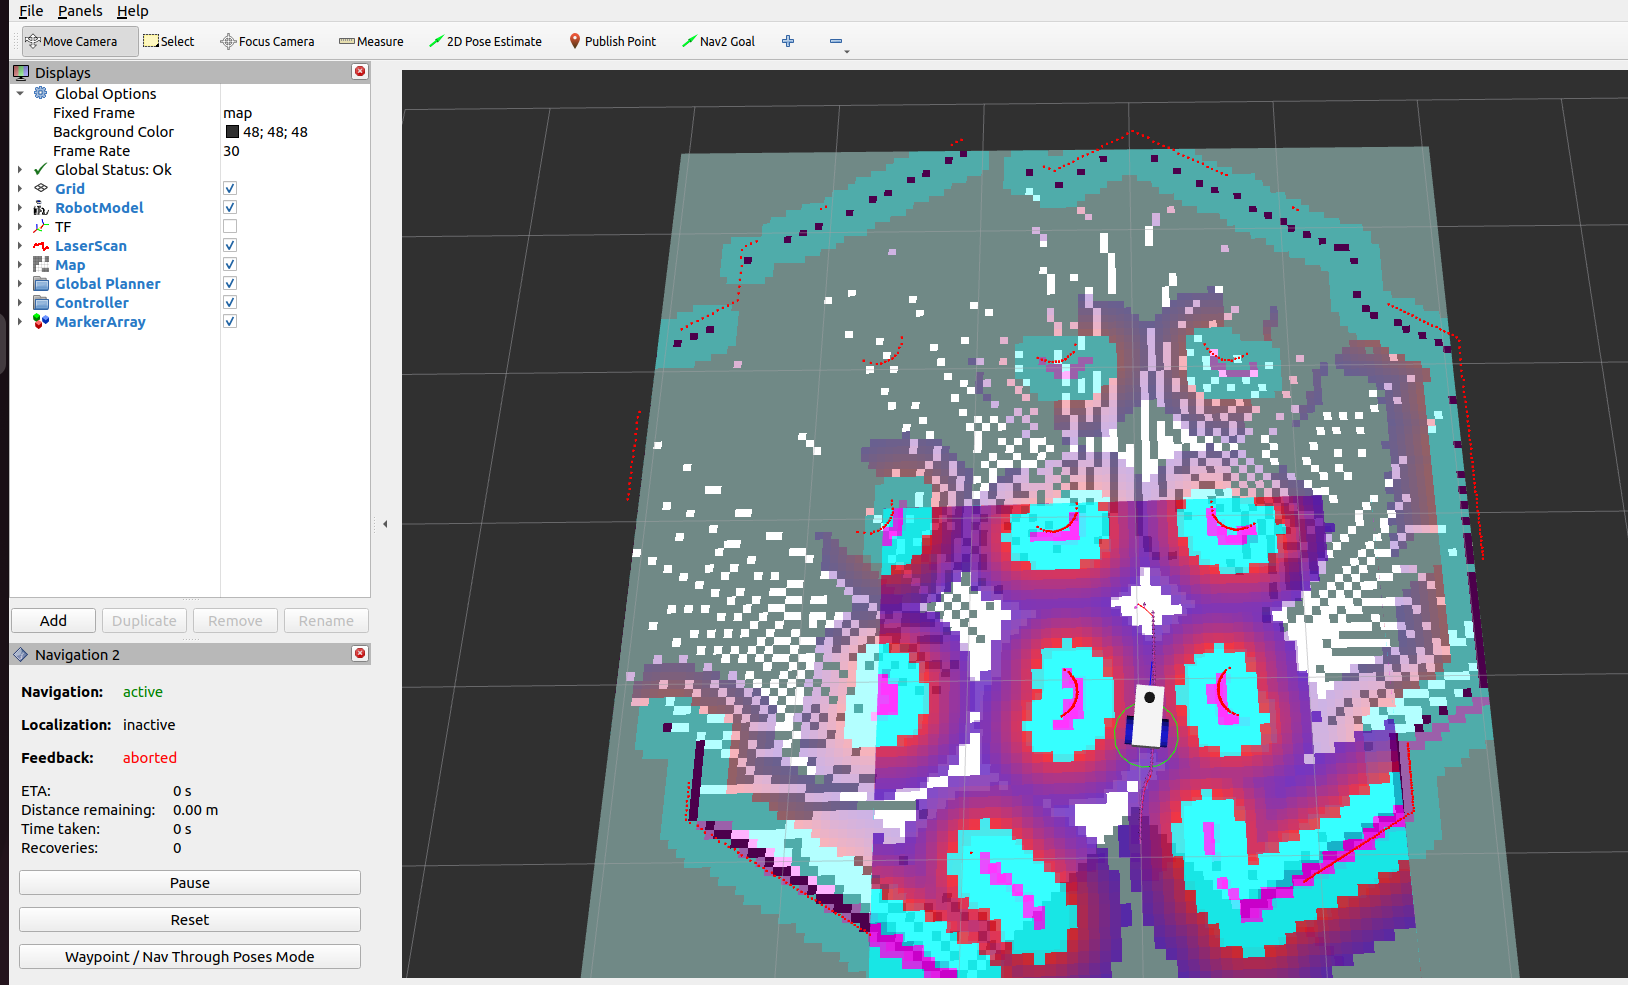 File Panels Help
Move Camera Select Focus Camera Measure 2D Pose Estimate Publish Point Nav2 Goal
Displays
Global Options
Fixed Frame map
Background Color 48; 48; 48
Frame Rate 30
Global Status: Ok
Grid
RobotModel
TF
LaserScan
Map
Global Planner
Controller
MarkerArray
Add Duplicate Remove Rename
Navigation 2
Navigation: active
Localization: inactive
Feedback: aborted
ETA: 0 s
Distance remaining: 0.00 m
Time taken: 0 s
Recoveries: 0
Pause
Reset
Waypoint / Nav Through Poses Mode